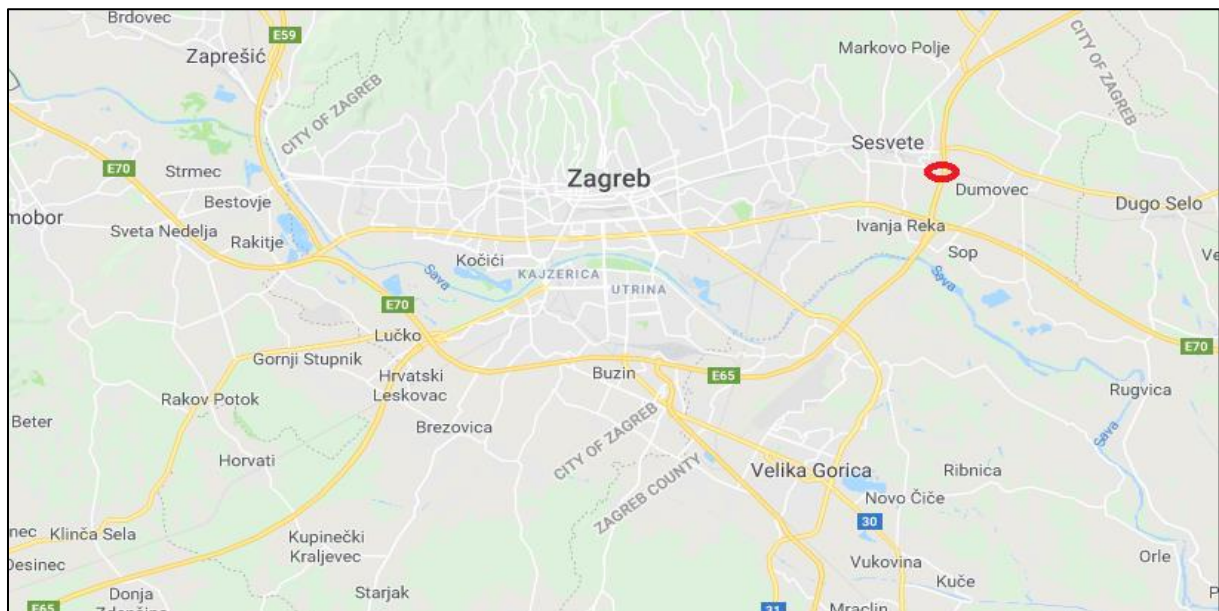 Brdovec
E59
Zaprešić
Markovo Polje
CITY OF ZAGREB
CITY OF ZAGREB
Sesvete
E70
Strmec
Zagreb
Dumovec
Bestovje
Dugo Selo
mobor
Sveta Nedelja
Rakitje
Ivanja Reka
Kočići
Sop
Sava
KAJZERICA
UTRINA
Sava
E70
Lučko
E70
Gornji Stupnik
Hrvatski
Leskovac
Buzin
E65
Rugvica
Rakov Potok
Beter
Brezovica
CITY OF ZAGREB
Sava
Horvati
Velika Gorica
Ribnica
ZAGREB COUNTY
Novo Čiče
30
nec
Klinča Sela
Kupinečki
Kraljevec
Desinec
Vukovina
Orle
Starjak
Kuče
Donja
E65
31
Mraclin